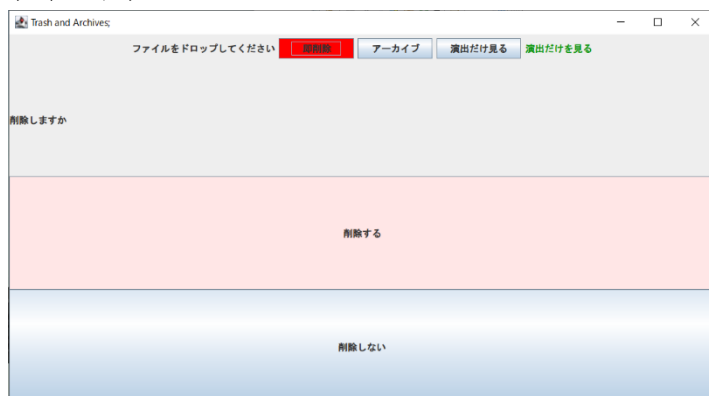 Trash and Archives;
ファイルをドロップしてください 即削除 アーカイブ 演出だけ見る 演出だけを見る
削除しますか
削除する
削除しない